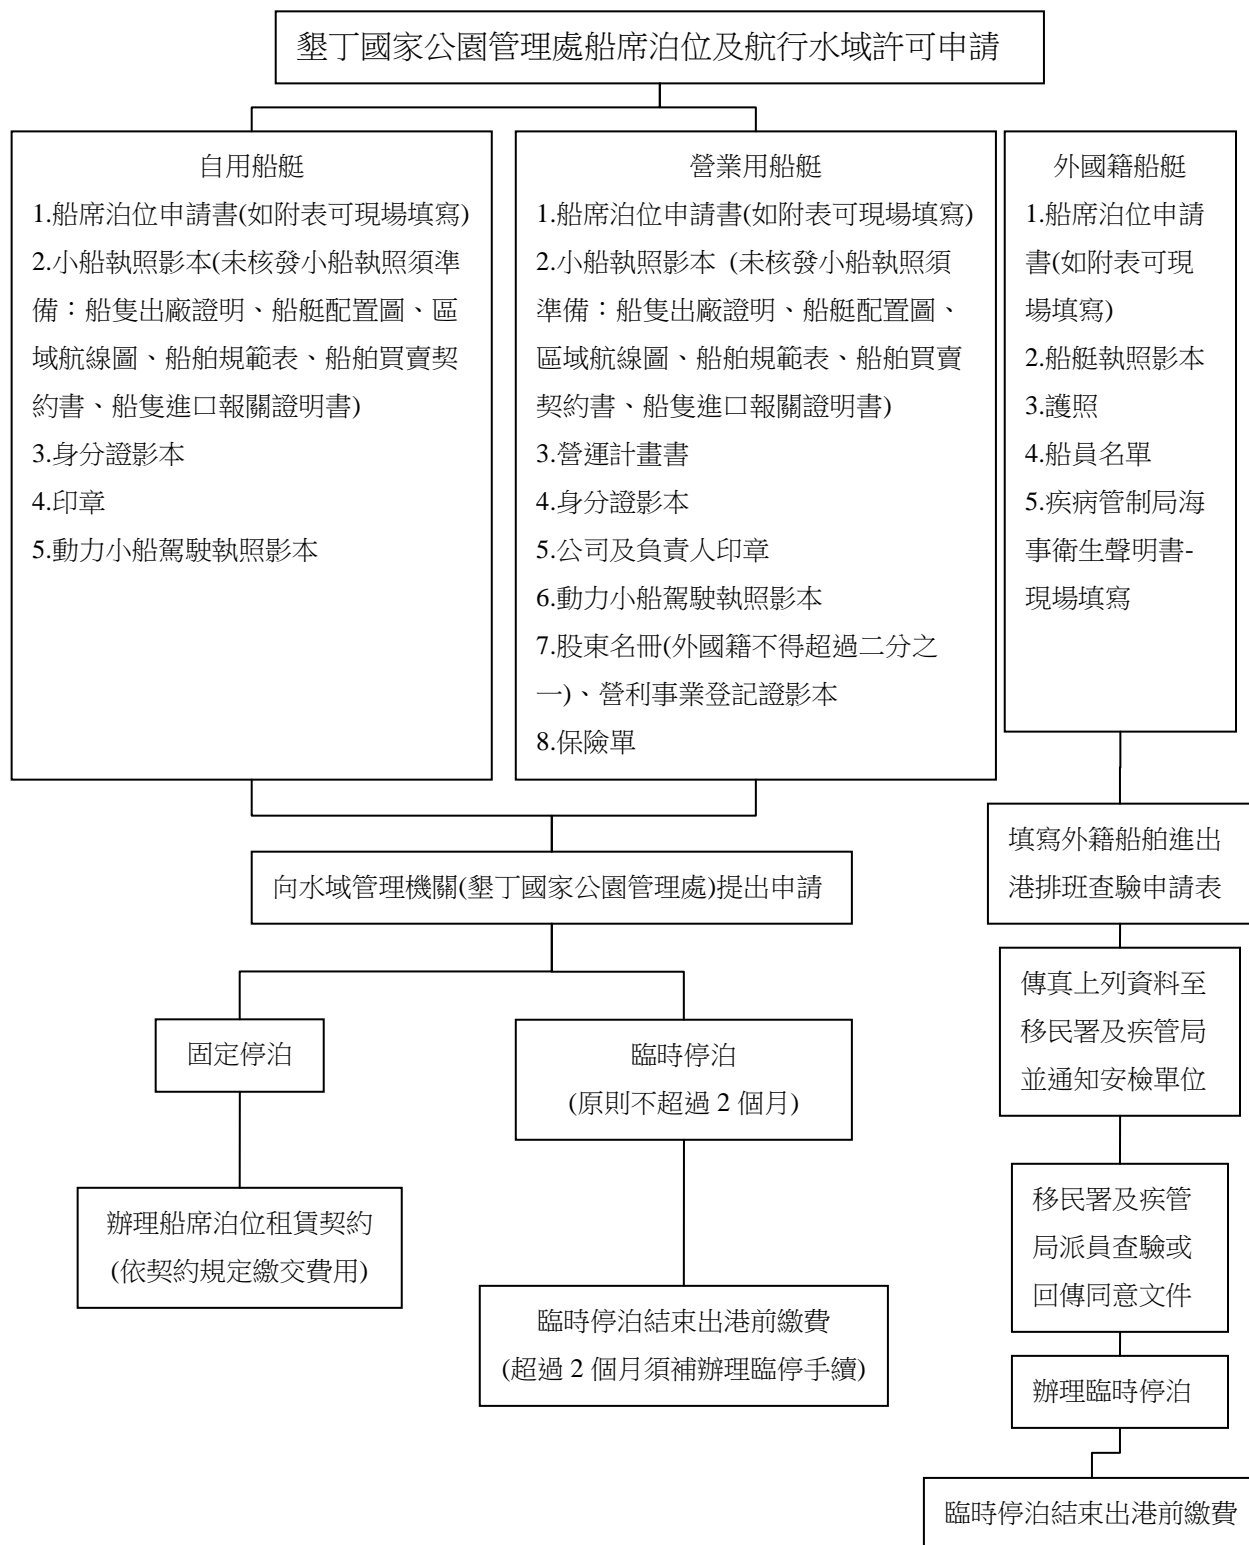 墾丁國家公園管理處船席泊位及航行水域許可申請
自用船艇
1.船席泊位申請書(如附表可現場填寫)
2.小船執照影本(未核發小船執照須準
備：船隻出廠證明、船艇配置圖、區
域航線圖、船舶規範表、船舶買賣契
約書、船隻進口報關證明書)
3.身分證影本
4.印章
5.動力小船駕駛執照影本
營業用船艇
1.船席泊位申請書(如附表可現場填寫)
2.小船執照影本 (未核發小船執照須
準備：船隻出廠證明、船艇配置圖、
區域航線圖、船舶規範表、船舶買賣
契約書、船隻進口報關證明書)
3.營運計畫書
4.身分證影本
5.公司及負責人印章
6.動力小船駕駛執照影本
7.股東名冊(外國籍不得超過二分之
一)、營利事業登記證影本
8.保險單
外國籍船艇
1.船席泊位申請
書(如附表可現
場填寫)
2.船艇執照影本
3.護照
4.船員名單
5.疾病管制局海
事衛生聲明書-
現場填寫
向水域管理機關(墾丁國家公園管理處)提出申請
固定停泊
辦理船席泊位租賃契約
(依契約規定繳交費用)
臨時停泊
(原則不超過 2 個月)
臨時停泊結束出港前繳費
(超過 2 個月須補辦理臨停手續)
填寫外籍船舶進出
港排班查驗申請表
傳真上列資料至
移民署及疾管局
並通知安檢單位
移民署及疾管
局派員查驗或
回傳同意文件
辦理臨時停泊
臨時停泊結束出港前繳費